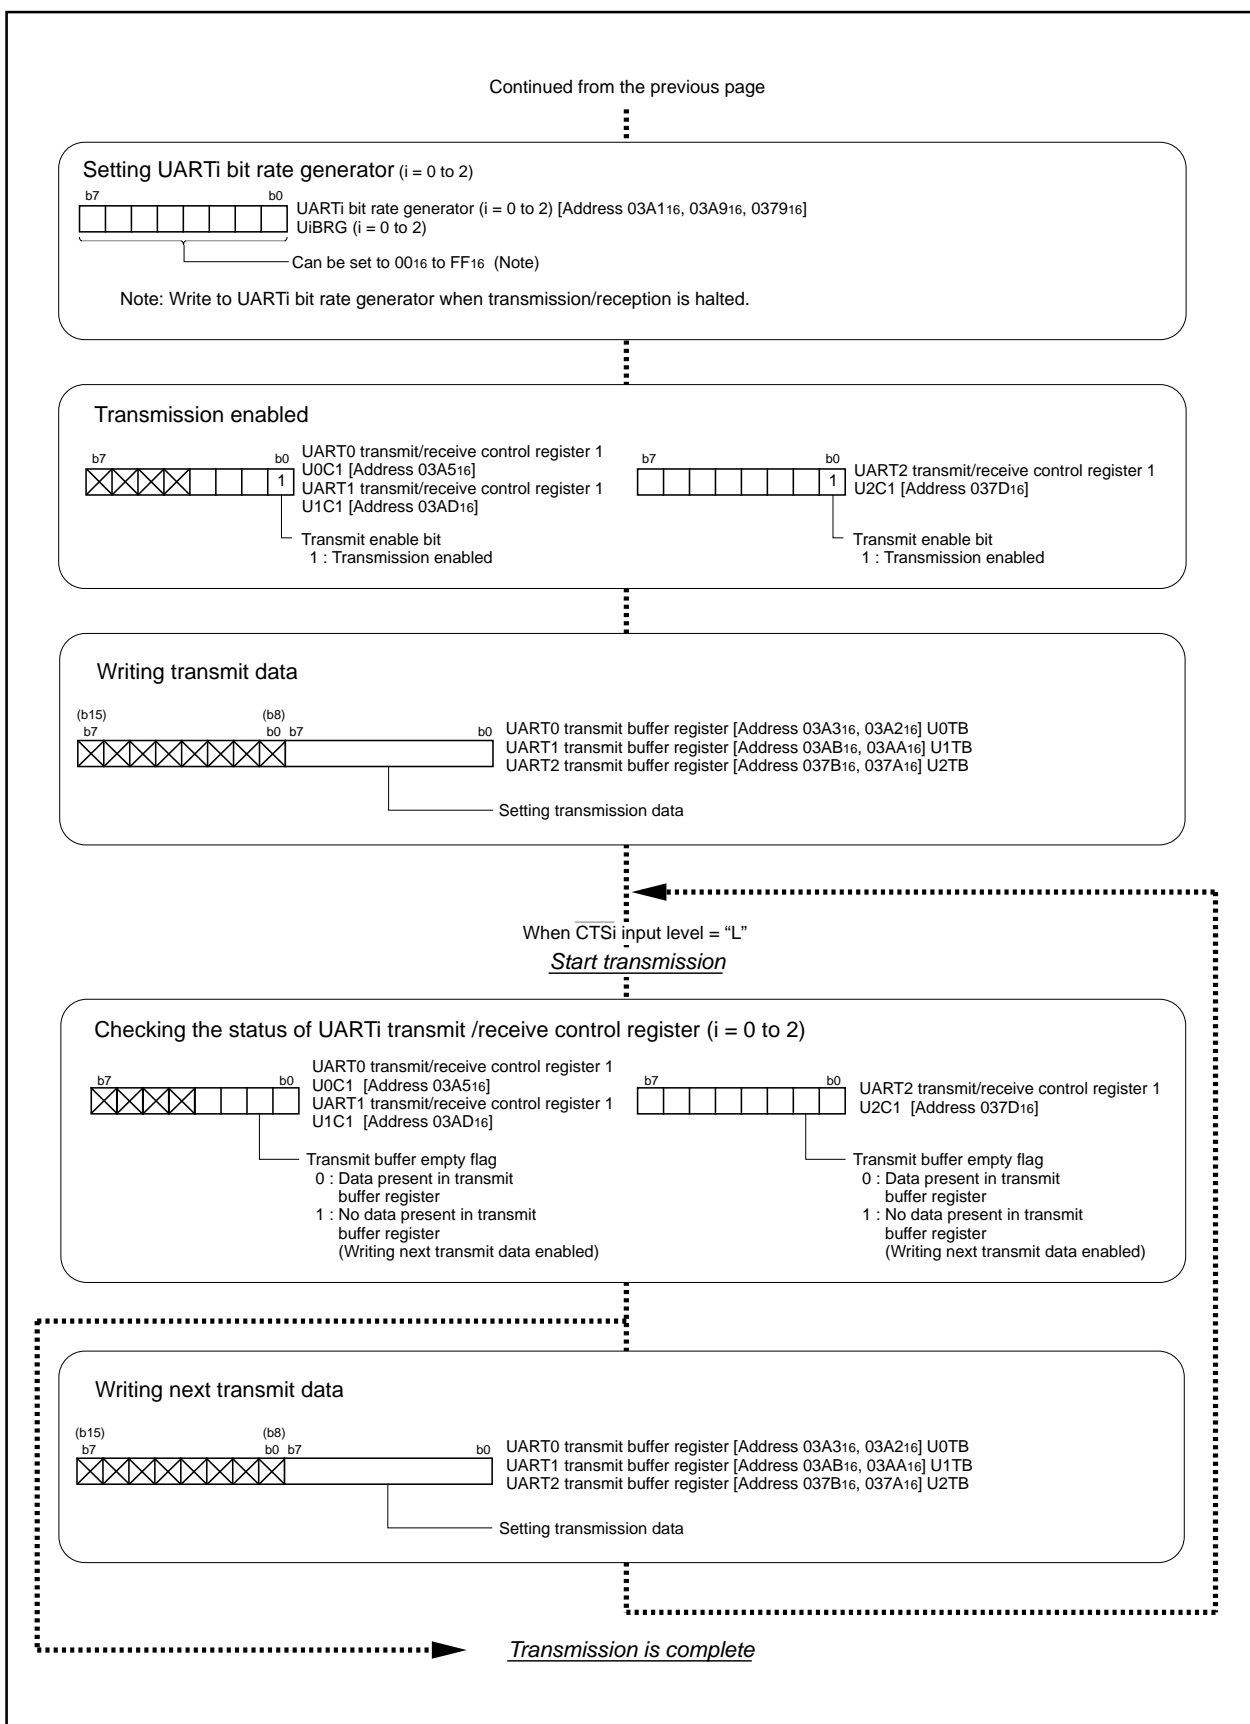 Continued from the previous page
Setting UARTi bit rate generator (i = 0 to 2)
b7 b0
UARTi bit rate generator (i = 0 to 2) [Address 03A116, 03A916, 037916]
UiBRG (i = 0 to 2)
Can be set to 0016 to FF16 (Note)
Note: Write to UARTi bit rate generator when transmission/reception is halted.
Transmission enabled
b7 b0
1
UART0 transmit/receive control register 1
U0C1 [Address 03A516]
UART1 transmit/receive control register 1
U1C1 [Address 03AD16]
Transmit enable bit
1 : Transmission enabled
b7 b0
1
UART2 transmit/receive control register 1
U2C1 [Address 037D16]
Transmit enable bit
1 : Transmission enabled
Writing transmit data
(b15) (b8)
b7 b0 b7 b0
UART0 transmit buffer register [Address 03A316, 03A216] U0TB
UART1 transmit buffer register [Address 03AB16, 03AA16] U1TB
UART2 transmit buffer register [Address 037B16, 037A16] U2TB
Setting transmission data
When CTSi input level = “L”
Start transmission
Checking the status of UARTi transmit /receive control register (i = 0 to 2)
b7 b0
UART0 transmit/receive control register 1
U0C1 [Address 03A516]
UART1 transmit/receive control register 1
U1C1 [Address 03AD16]
Transmit buffer empty flag
0 : Data present in transmit
buffer register
1 : No data present in transmit
buffer register
(Writing next transmit data enabled)
b7 b0
UART2 transmit/receive control register 1
U2C1 [Address 037D16]
Transmit buffer empty flag
0 : Data present in transmit
buffer register
1 : No data present in transmit
buffer register
(Writing next transmit data enabled)
Writing next transmit data
(b15) (b8)
b7 b0 b7 b0
UART0 transmit buffer register [Address 03A316, 03A216] U0TB
UART1 transmit buffer register [Address 03AB16, 03AA16] U1TB
UART2 transmit buffer register [Address 037B16, 037A16] U2TB
Setting transmission data
Transmission is complete